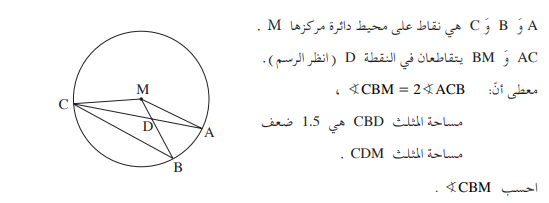 A وَ B وَ C هي نقاط على محيط دائرة مركزها M .
AC وَ BM يتقاطعان في النقطة D (انظر الرسم).
معطى أنّ: ∢CBM = 2∢ACB ،
مساحة المثلث CBD هي 1.5 ضعف
مساحة المثلث CDM .
احسب ∢CBM .
M
C
D
A
B